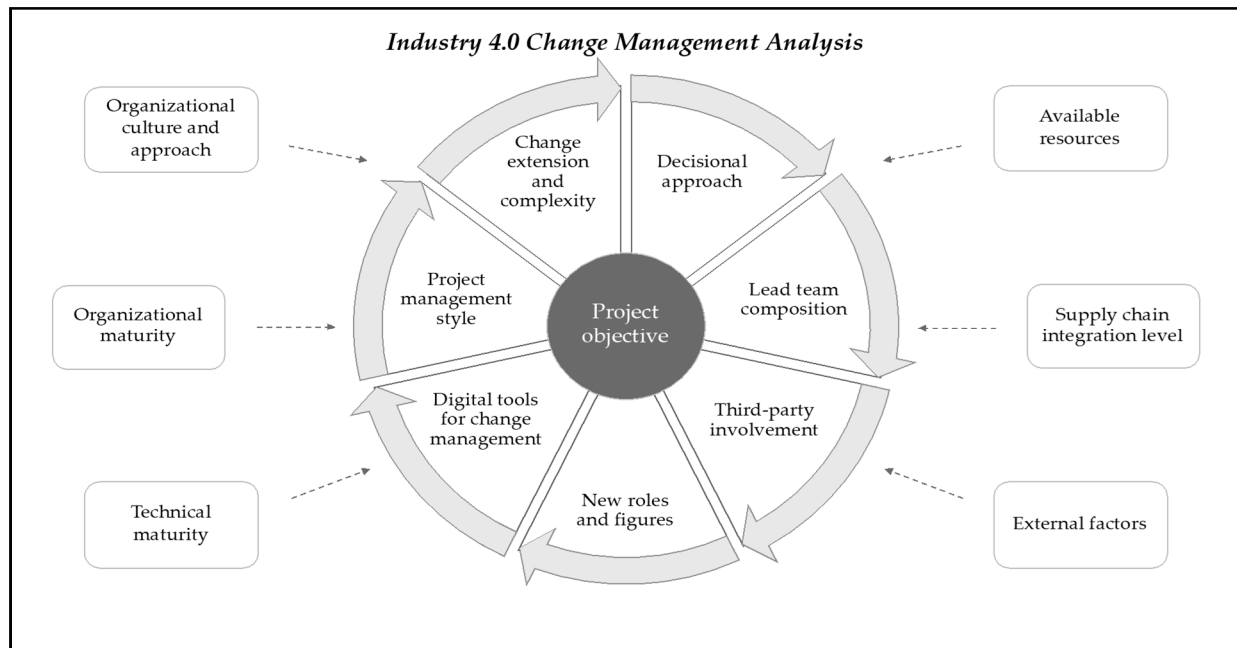 Industry 4.0 Change Management Analysis
Organizational
culture and
approach
Available
resources
Change
extension
and
complexity
Decisional
approach
Project
management
style
Lead team
composition
Organizational
maturity
Project
objective
Supply chain
integration level
Digital tools
for change
management
Third-party
involvement
New roles
and figures
Technical
maturity
External factors